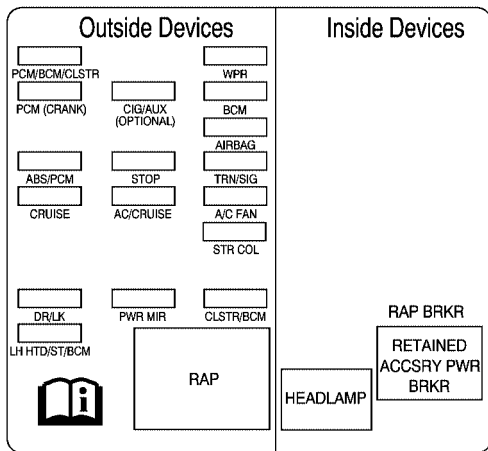 Outside Devices
Inside Devices
PCM/BCM/CLSTR
WPR
PCM (CRANK)
CIG/AUX
(OPTIONAL)
BCM
AIRBAG
ABS/PCM
STOP
TRN/SIG
CRUISE
AC/CRUISE
A/C FAN
STR COL
DR/LK
PWR MIR
CLSTR/BCM
LH HTD/ST/BCM
RAP
RAP BRKR
RETAINED
ACCSRY PWR
BRKR
HEADLAMP
i